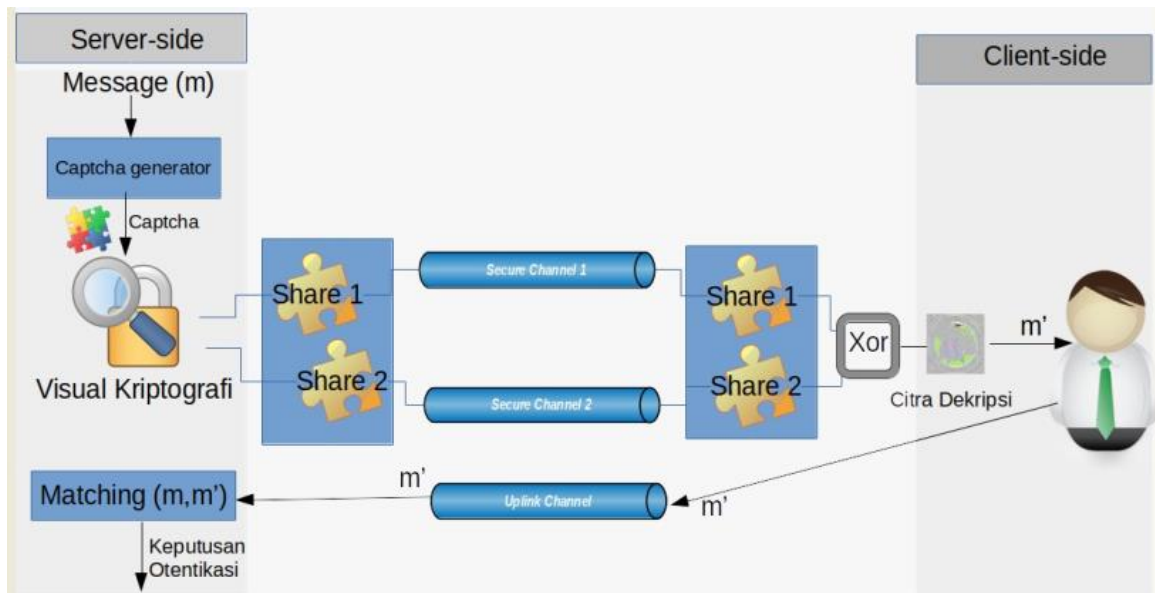 Server-side
Message (m)
Captcha generator
Captcha
Visual Kriptografi
Share 1
Share 2
Secure Channel 1
Secure Channel 2
Share 1
Share 2
Xor
Client-side
Citra Dekripsi
m’
m’
Uplink Channel
m’
Matching (m,m’)
Keputusan
Otentikasi